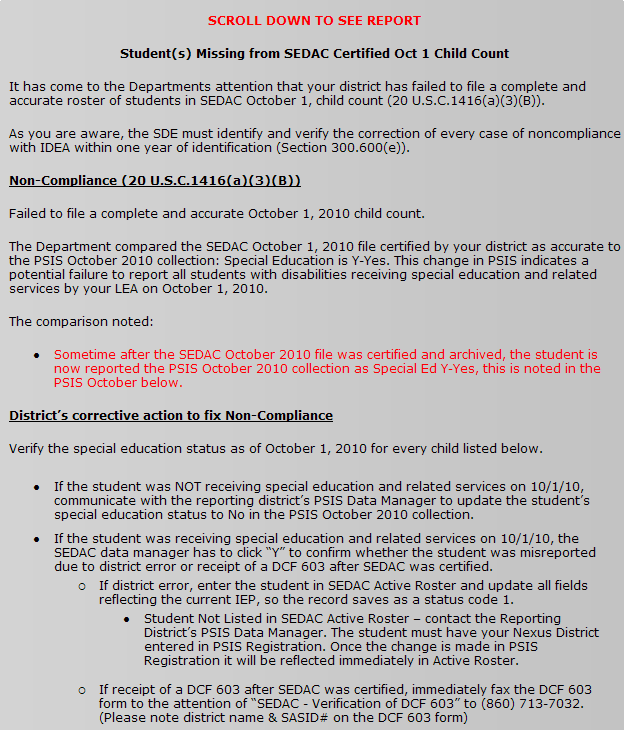 SCROLL DOWN TO SEE REPORT
Student(s) Missing from SEDAC Certified Oct 1 Child Count
It has come to the Departments attention that your district has failed to file a complete and
accurate roster of students in SEDAC October 1, child count (20 U.S.C.1416(a)(3)(B)).
As you are aware, the SDE must identify and verify the correction of every case of noncompliance
with IDEA within one year of identification (Section 300.600(e)).
Non-Compliance (20 U.S.C.1416(a)(3)(B))
Failed to file a complete and accurate October 1, 2010 child count.
The Department compared the SEDAC October 1, 2010 file certified by your district as accurate to
the PSIS October 2010 collection: Special Education is Y-Yes. This change in PSIS indicates a
potential failure to report all students with disabilities receiving special education and related
services by your LEA on October 1, 2010.
The comparison noted:
• Sometime after the SEDAC October 2010 file was certified and archived, the student is
now reported the PSIS October 2010 collection as Special Ed Y-Yes, this is noted in the
PSIS October below.
District’s corrective action to fix Non-Compliance
Verify the special education status as of October 1, 2010 for every child listed below.
• If the student was NOT receiving special education and related services on 10/1/10,
communicate with the reporting district’s PSIS Data Manager to update the student’s
special education status to No in the PSIS October 2010 collection.
• If the student was receiving special education and related services on 10/1/10, the
SEDAC data manager has to click “Y” to confirm whether the student was misreported
due to district error or receipt of a DCF 603 after SEDAC was certified.
○ If district error, enter the student in SEDAC Active Roster and update all fields
reflecting the current IEP, so the record saves as a status code 1.
• Student Not Listed in SEDAC Active Roster – contact the Reporting
District’s PSIS Data Manager. The student must have your Nexus District
entered in PSIS Registration. Once the change is made in PSIS
Registration it will be reflected immediately in Active Roster.
○ If receipt of a DCF 603 after SEDAC was certified, immediately fax the DCF 603
form to the attention of “SEDAC - Verification of DCF 603” to (860) 713-7032.
(Please note district name & SASID# on the DCF 603 form)